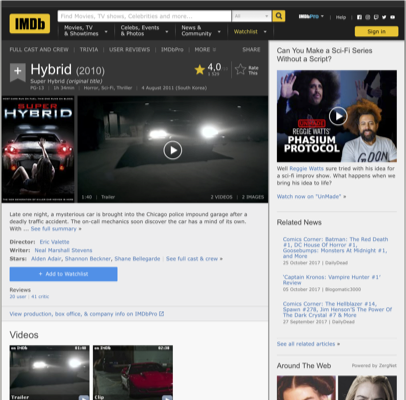 IMDb
Find Movies, TV shows, Celebrities and more...
All
IMDbPro
Help
Movies, TV
& Showtimes
Celebs, Events
& Photos
News &
Community
Watchlist
Sign in
FULL CAST AND CREW | TRIVIA | USER REVIEWS | IMDbPro | MORE
SHARE
Hybrid (2010)
Super Hybrid (original title)
PG-13 | 1h 34min | Horror, Sci-Fi, Thriller | 4 August 2011 (South Korea)
4,0
Rate
This
SUPER
HYBRID
1:40 | Trailer
2 VIDEOS | 2 IMAGES
Late one night, a mysterious car is brought into the Chicago police impound garage after a
deadly traffic attack. The on-call mechanics soon discover the car has a mind of its own.
With ... See full summary »
Director: Eric Valette
Writer: Neal Marshall Stevens
Stars: Aiden Adair, Shannon Beckner, Shane Bellegarde | See full cast & crew »
+ Add to Watchlist
Reviews
20 user | 41 critic
View production, box office, & company info on IMDbPro
Videos
Trailer
Clip
Can You Make a Sci-Fi Series
Without a Script?
REGGIE WATTS'
PHASIUM
PROTOCOL
Well Reggie Watts sure tried with his idea for
a sci-fi improv show. What happens when we
bring his idea to life?
Watch now on "UnMade" »
Related News
Comics Corner: Batman: The Red Death
#1, DC House Of Horror #1,
Goosebumps: Monsters At Midnight #1,
and More
25 October 2017 | DailyDead
'Captain Kronos: Vampire Hunter #1'
Review
05 October 2017 | Blogomatic3000
Comics Corner: The Hellblazer #14,
Spawn #278, Jim Henson'S The Power Of
The Dark Crystal #7 & More
27 September 2017 | DailyDead
See all related articles »
Around The Web
Powered by ZergNet